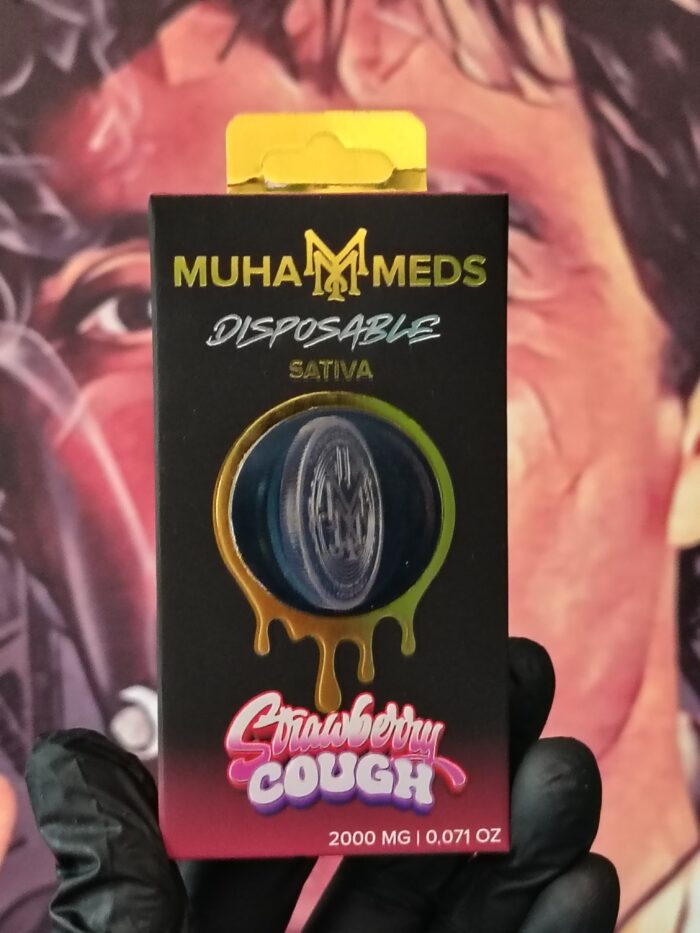 MUHA MEDS
DISPOSABLE
SATIVA
Strawberry
COUGH
2000 MG | 0,071 OZ